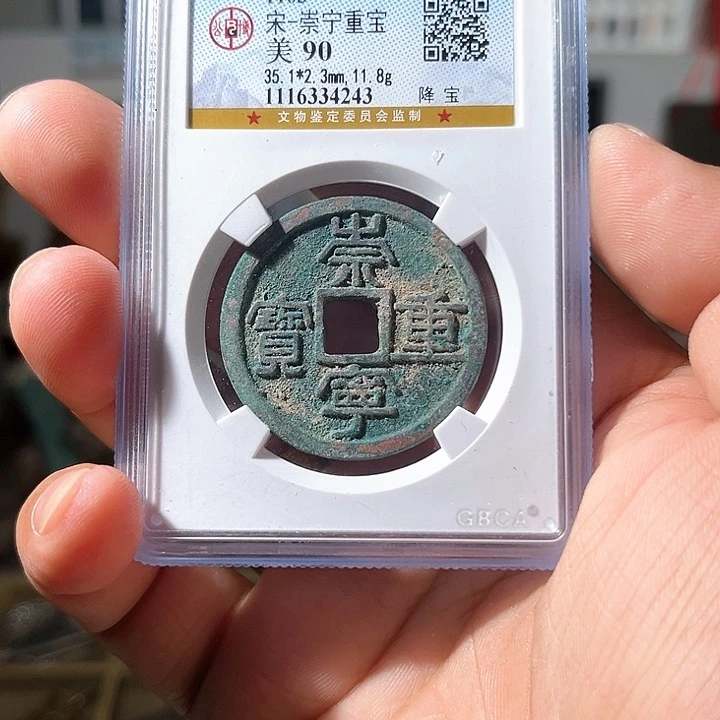 宋-崇宁重宝
美 90
35.1*2.3mm,11.8g
1116334243
降 宝
★ 文物鉴定委员会监制 ★
崇
寧
重
寶
GBCA